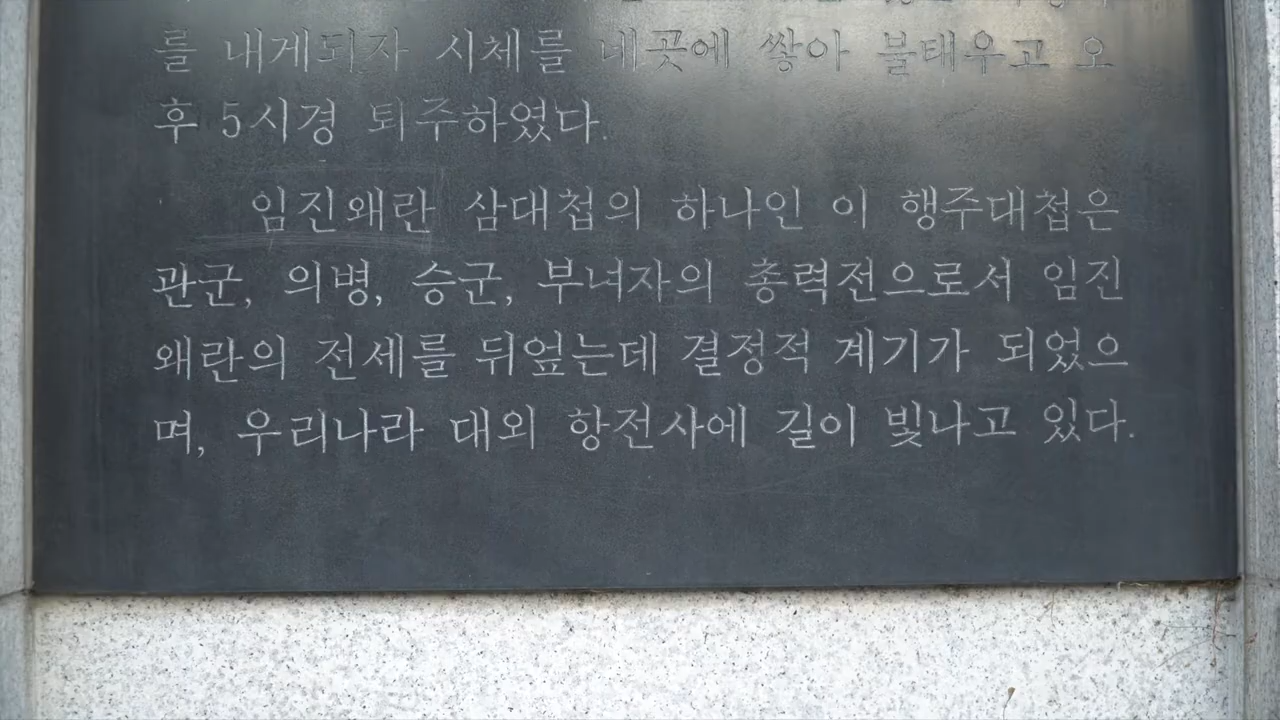 를 내게되자 시체를 네곳에 쌓아 불태우고 오
후 5시경 퇴주하였다.
임진왜란 삼대첩의 하나인 이 행주대첩은
관군, 의병, 승군, 부녀자의 총력전으로서 임진
왜란의 전세를 뒤엎는데 결정적 계기가 되었으
며, 우리나라 대외 항전사에 길이 빛나고 있다.